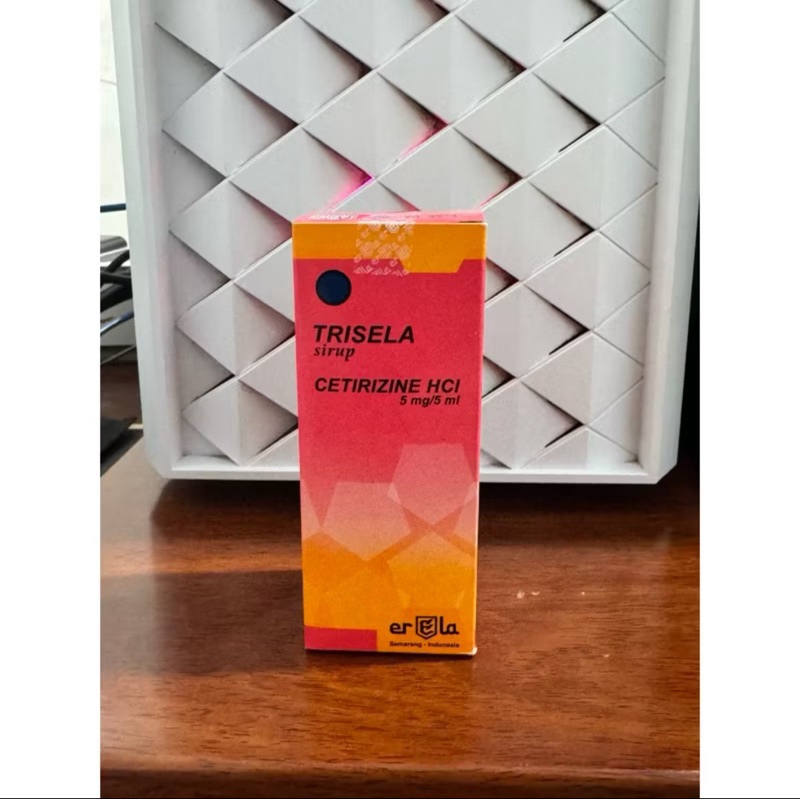 TRISELA
sirup
CETIRIZINE HCl
5 mg/5 ml
erela
Semarang - Indonesia